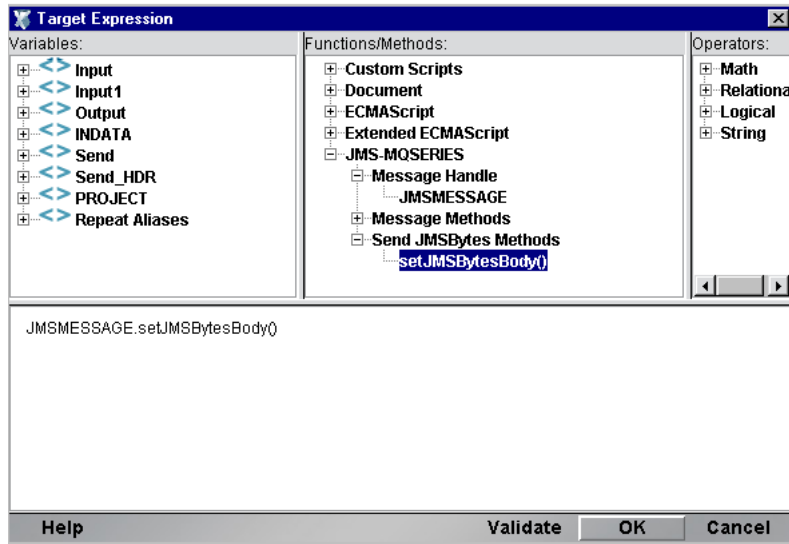 Target Expression
Variables:
Input
Input1
Output
INDATA
Send
Send_HDR
PROJECT
Repeat Aliases
Functions/Methods:
Custom Scripts
Document
ECMAScript
Extended ECMAScript
JMS-MQSERIES
Message Handle
JMSMESSAGE
Message Methods
Send JMSBytes Methods
setJMSBytesBody()
Operators:
Math
Relationa
Logical
String
JMSMESSAGE.setJMSBytesBody()
Help Validate OK Cancel